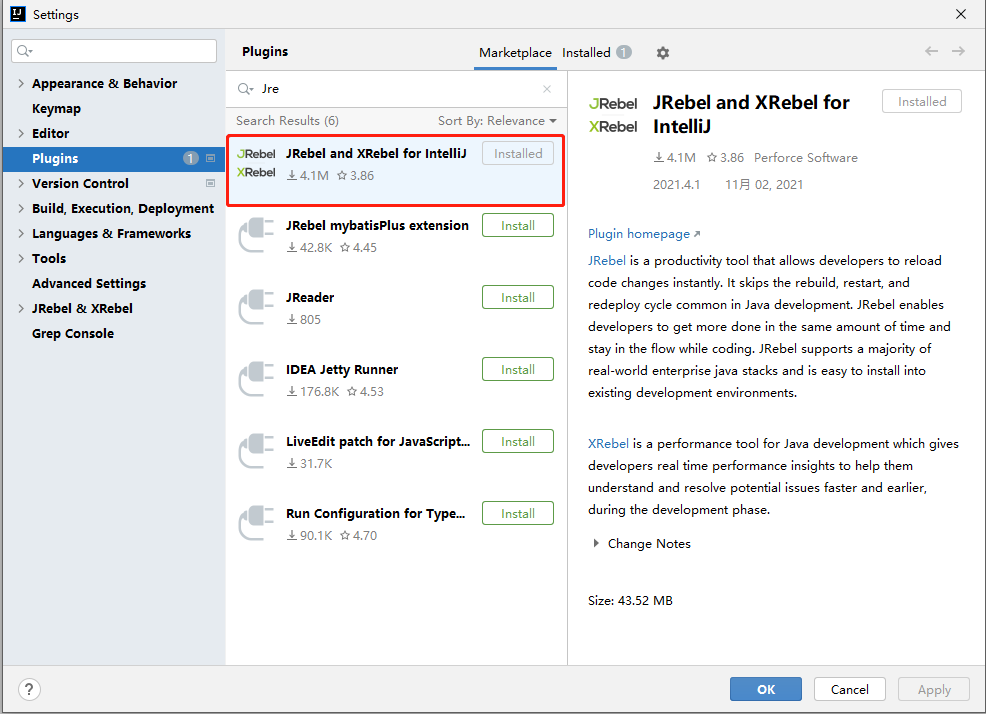 Settings
Plugins
Marketplace
Installed 1
Appearance & Behavior
Keymap
Editor
Plugins 1
Version Control
Build, Execution, Deployment
Languages & Frameworks
Tools
Advanced Settings
JRebel & XRebel
Grep Console
Jre
Search Results (6)
Sort By: Relevance
JRebel
XRebel
JRebel and XRebel for IntelliJ
Installed
4.1M 3.86
JRebel mybatisPlus extension
Install
42.8K 4.45
JReader
Install
805
IDEA Jetty Runner
Install
176.8K 4.53
LiveEdit patch for JavaScript...
Install
31.7K
Run Configuration for Type...
Install
90.1K 4.70
JRebel
XRebel
JRebel and XRebel for
IntelliJ
Installed
4.1M 3.86 Perforce Software
2021.4.1 11月 02, 2021
Plugin homepage
JRebel is a productivity tool that allows developers to reload
code changes instantly. It skips the rebuild, restart, and
redeploy cycle common in Java development. JRebel enables
developers to get more done in the same amount of time and
stay in the flow while coding. JRebel supports a majority of
real-world enterprise java stacks and is easy to install into
existing development environments.
XRebel is a performance tool for Java development which gives
developers real time performance insights to help them
understand and resolve potential issues faster and earlier,
during the development phase.
Change Notes
Size: 43.52 MB
?
OK
Cancel
Apply